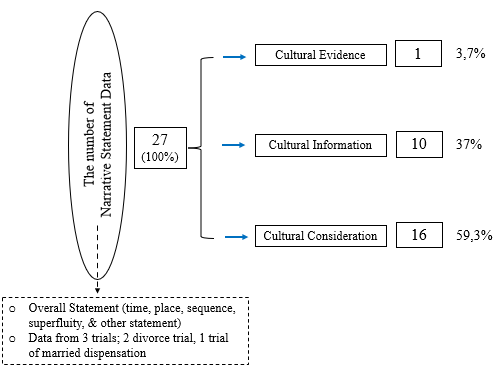 The number of
Narrative Statement Data
27
(100%)
Cultural Evidence 1 3,7%
Cultural Information 10 37%
Cultural Consideration 16 59,3%
o Overall Statement (time, place, sequence,
superfluity, & other statement)
o Data from 3 trials; 2 divorce trial, 1 trial
of married dispensation